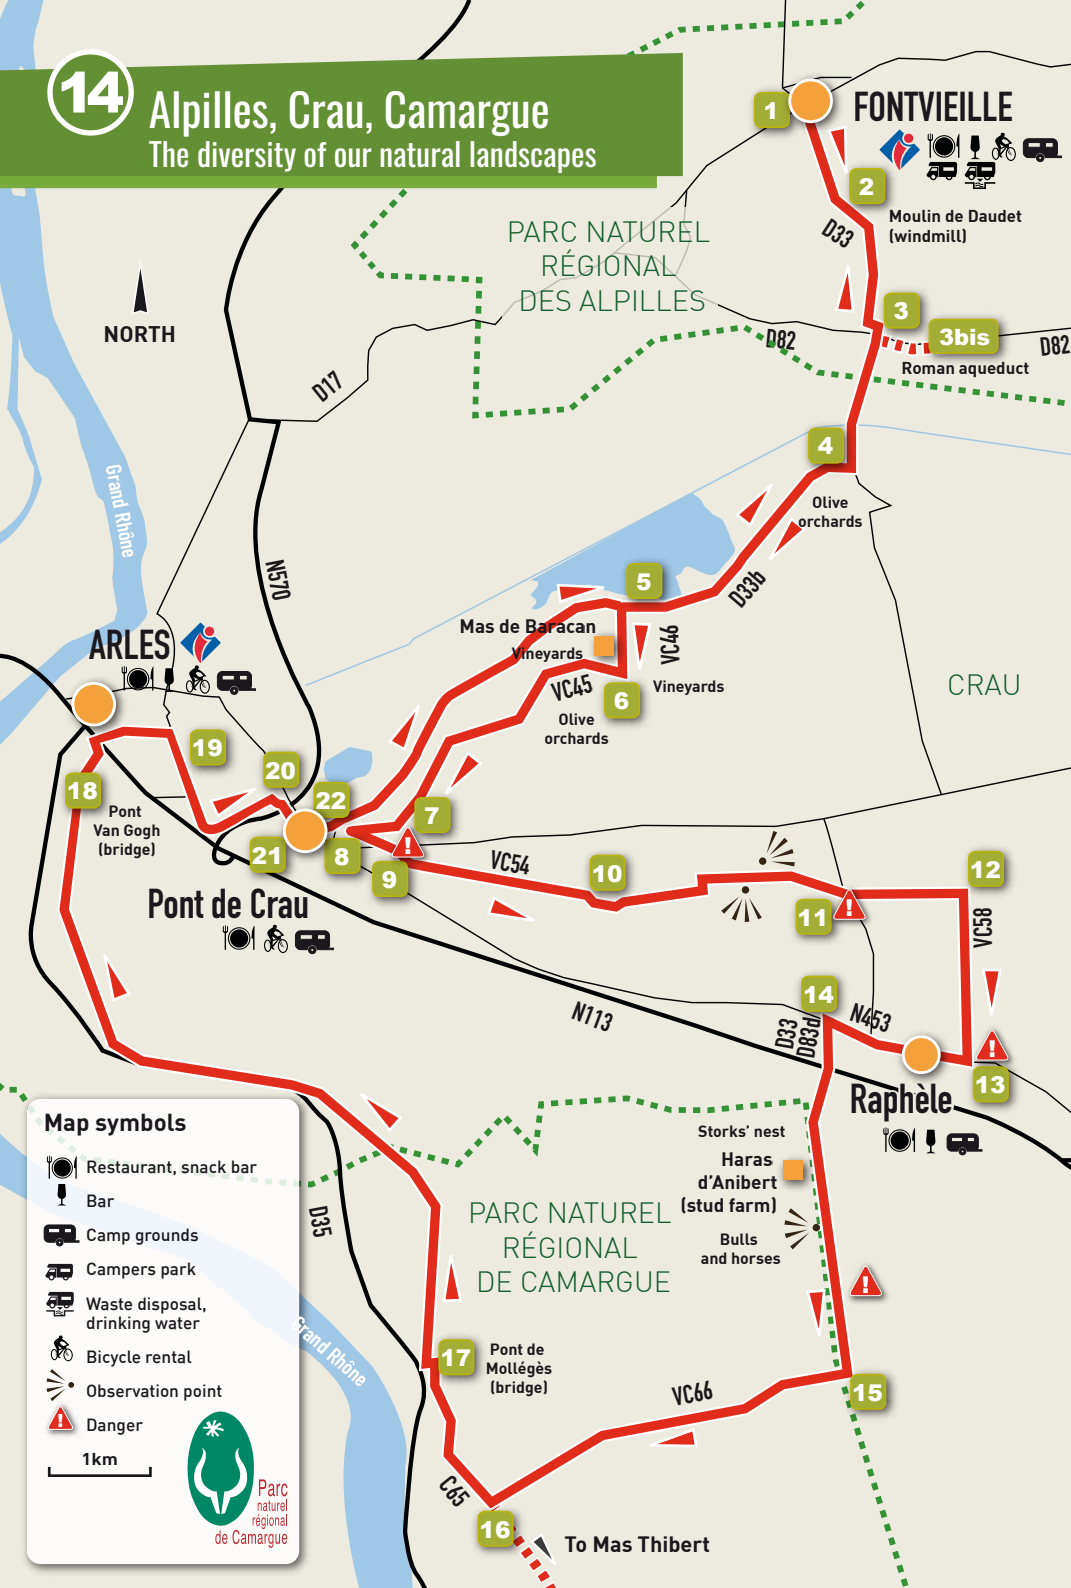 14
Alpilles, Crau, Camargue
The diversity of our natural landscapes
1
FONTVIEILLE
2
Moulin de Daudet
(windmill)
D33
PARC NATUREL
RÉGIONAL
DES ALPILLES
NORTH
3
3bis
D82
D82
Roman aqueduct
D17
4
Grand Rhône
Olive
orchards
N570
5
D33b
Mas de Baracan
Vineyards
VC46
ARLES
VC45
6
Vineyards
CRAU
Olive
orchards
19
20
18
22
7
Pont
Van Gogh
(bridge)
21
8
9
VC54
10
12
Pont de Crau
11
VC58
14
N453
N113
D33
D83d
13
Raphèle
Map symbols
Restaurant, snack bar
Bar
Camp grounds
Campers park
Waste disposal,
drinking water
Bicycle rental
Observation point
Danger
1km
Parc
naturel
régional
de Camargue
Storks' nest
Haras
d'Anibert
(stud farm)
Bulls
and horses
D35
PARC NATUREL
RÉGIONAL
DE CAMARGUE
Grand Rhône
17
Pont de
Mollégès
(bridge)
15
VC66
C65
16
To Mas Thibert